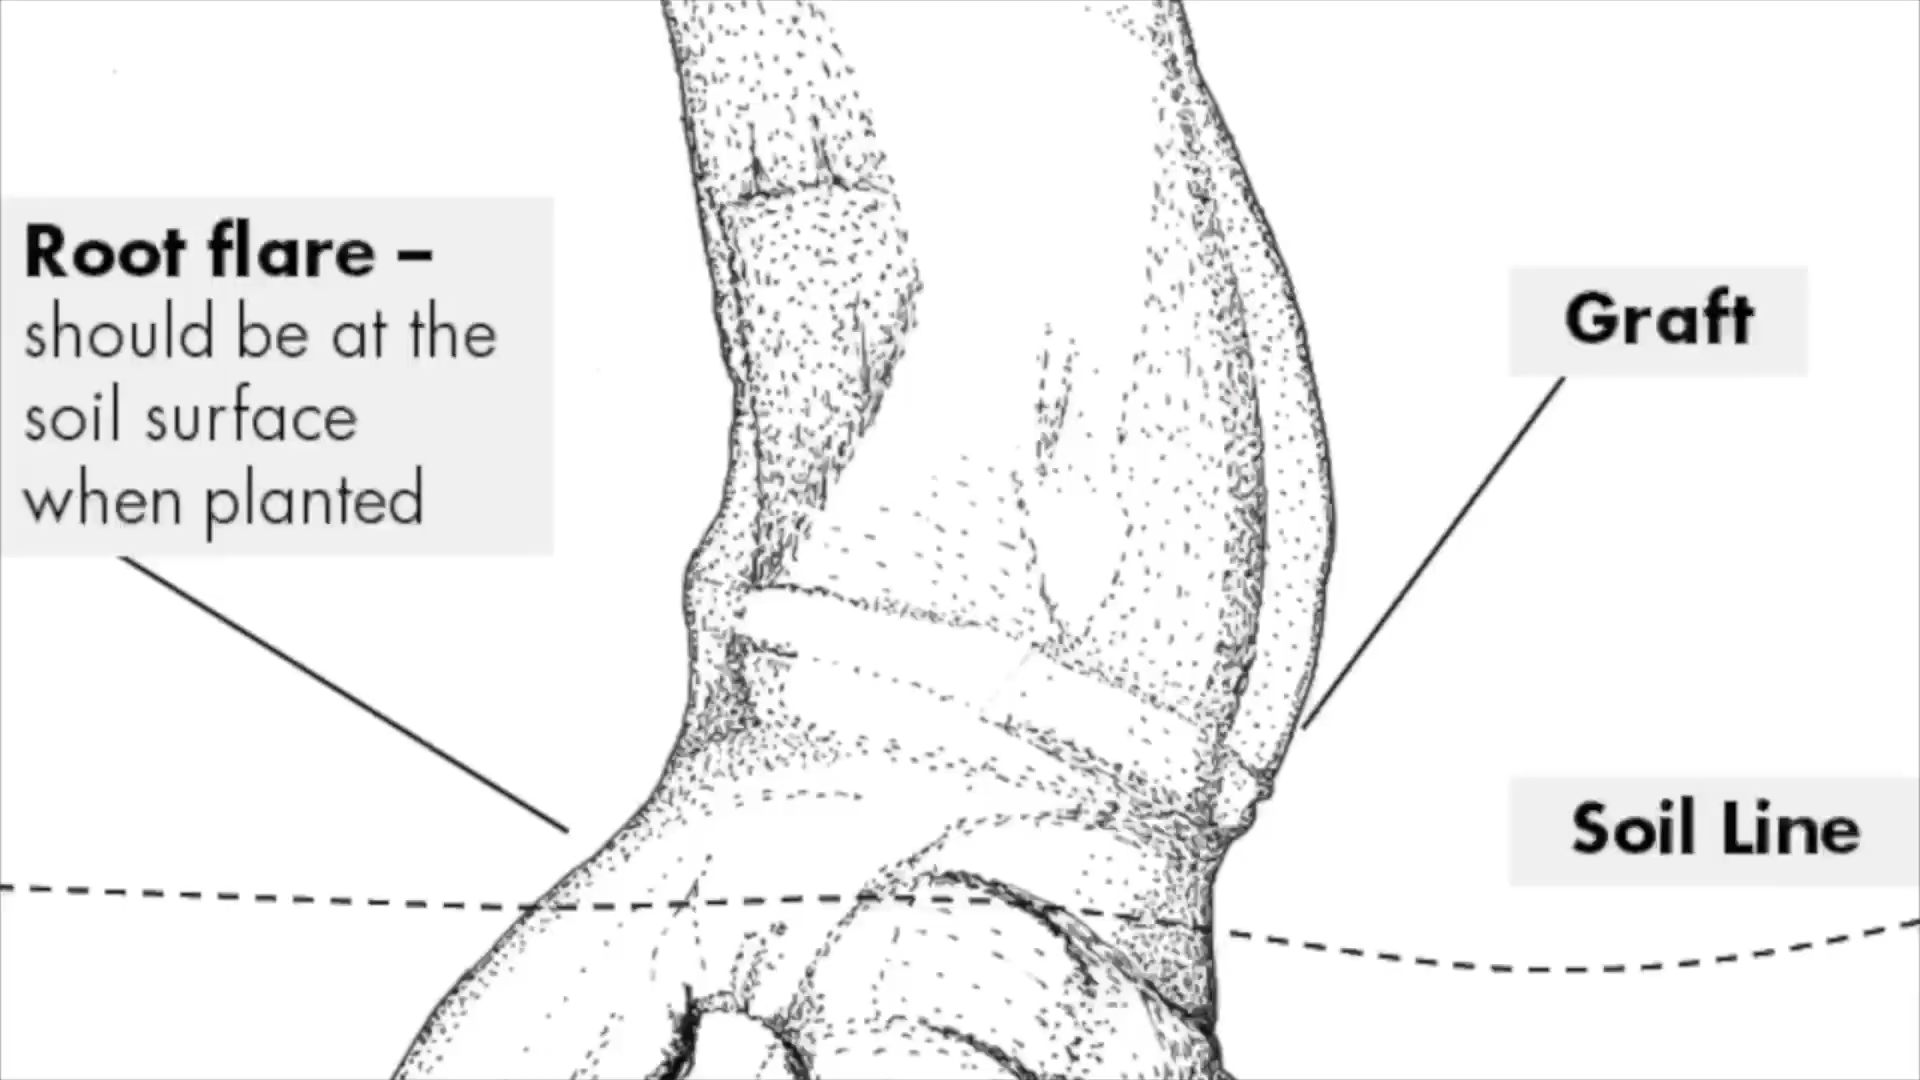 Root flare –
should be at the
soil surface
when planted
Graft
Soil Line